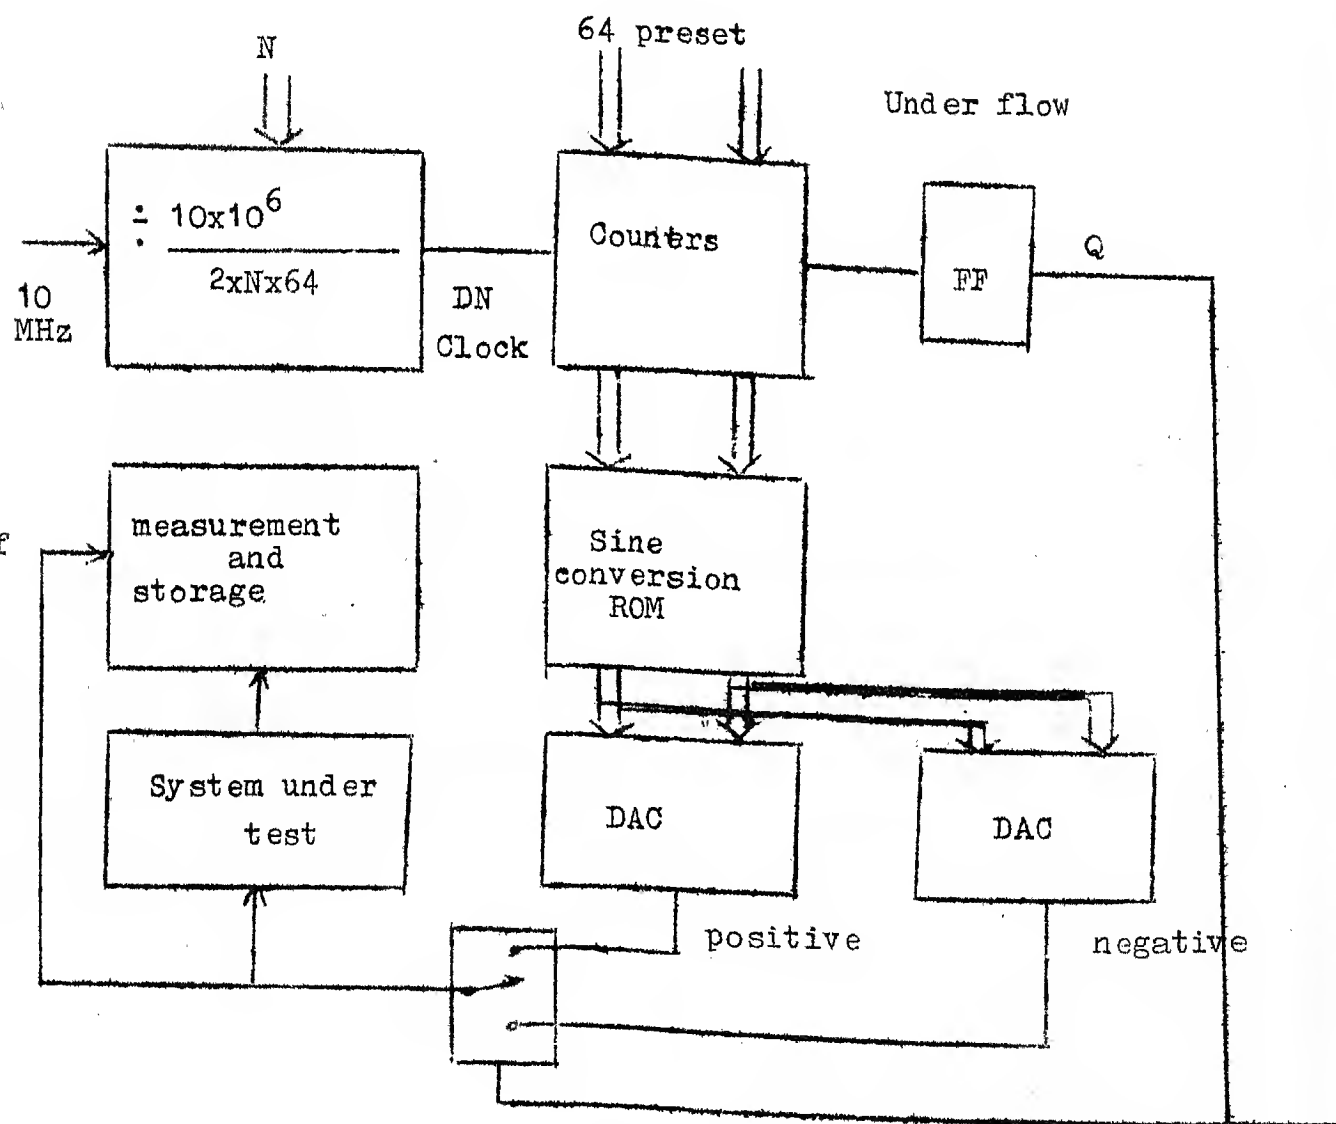 N
64 preset
Under flow
÷ 10x10⁶
2xNx64
10
MHz
DN
Clock
Counters
FF
Q
f
measurement
and
storage
Sine
conversion
ROM
System under
test
DAC
DAC
positive
negative